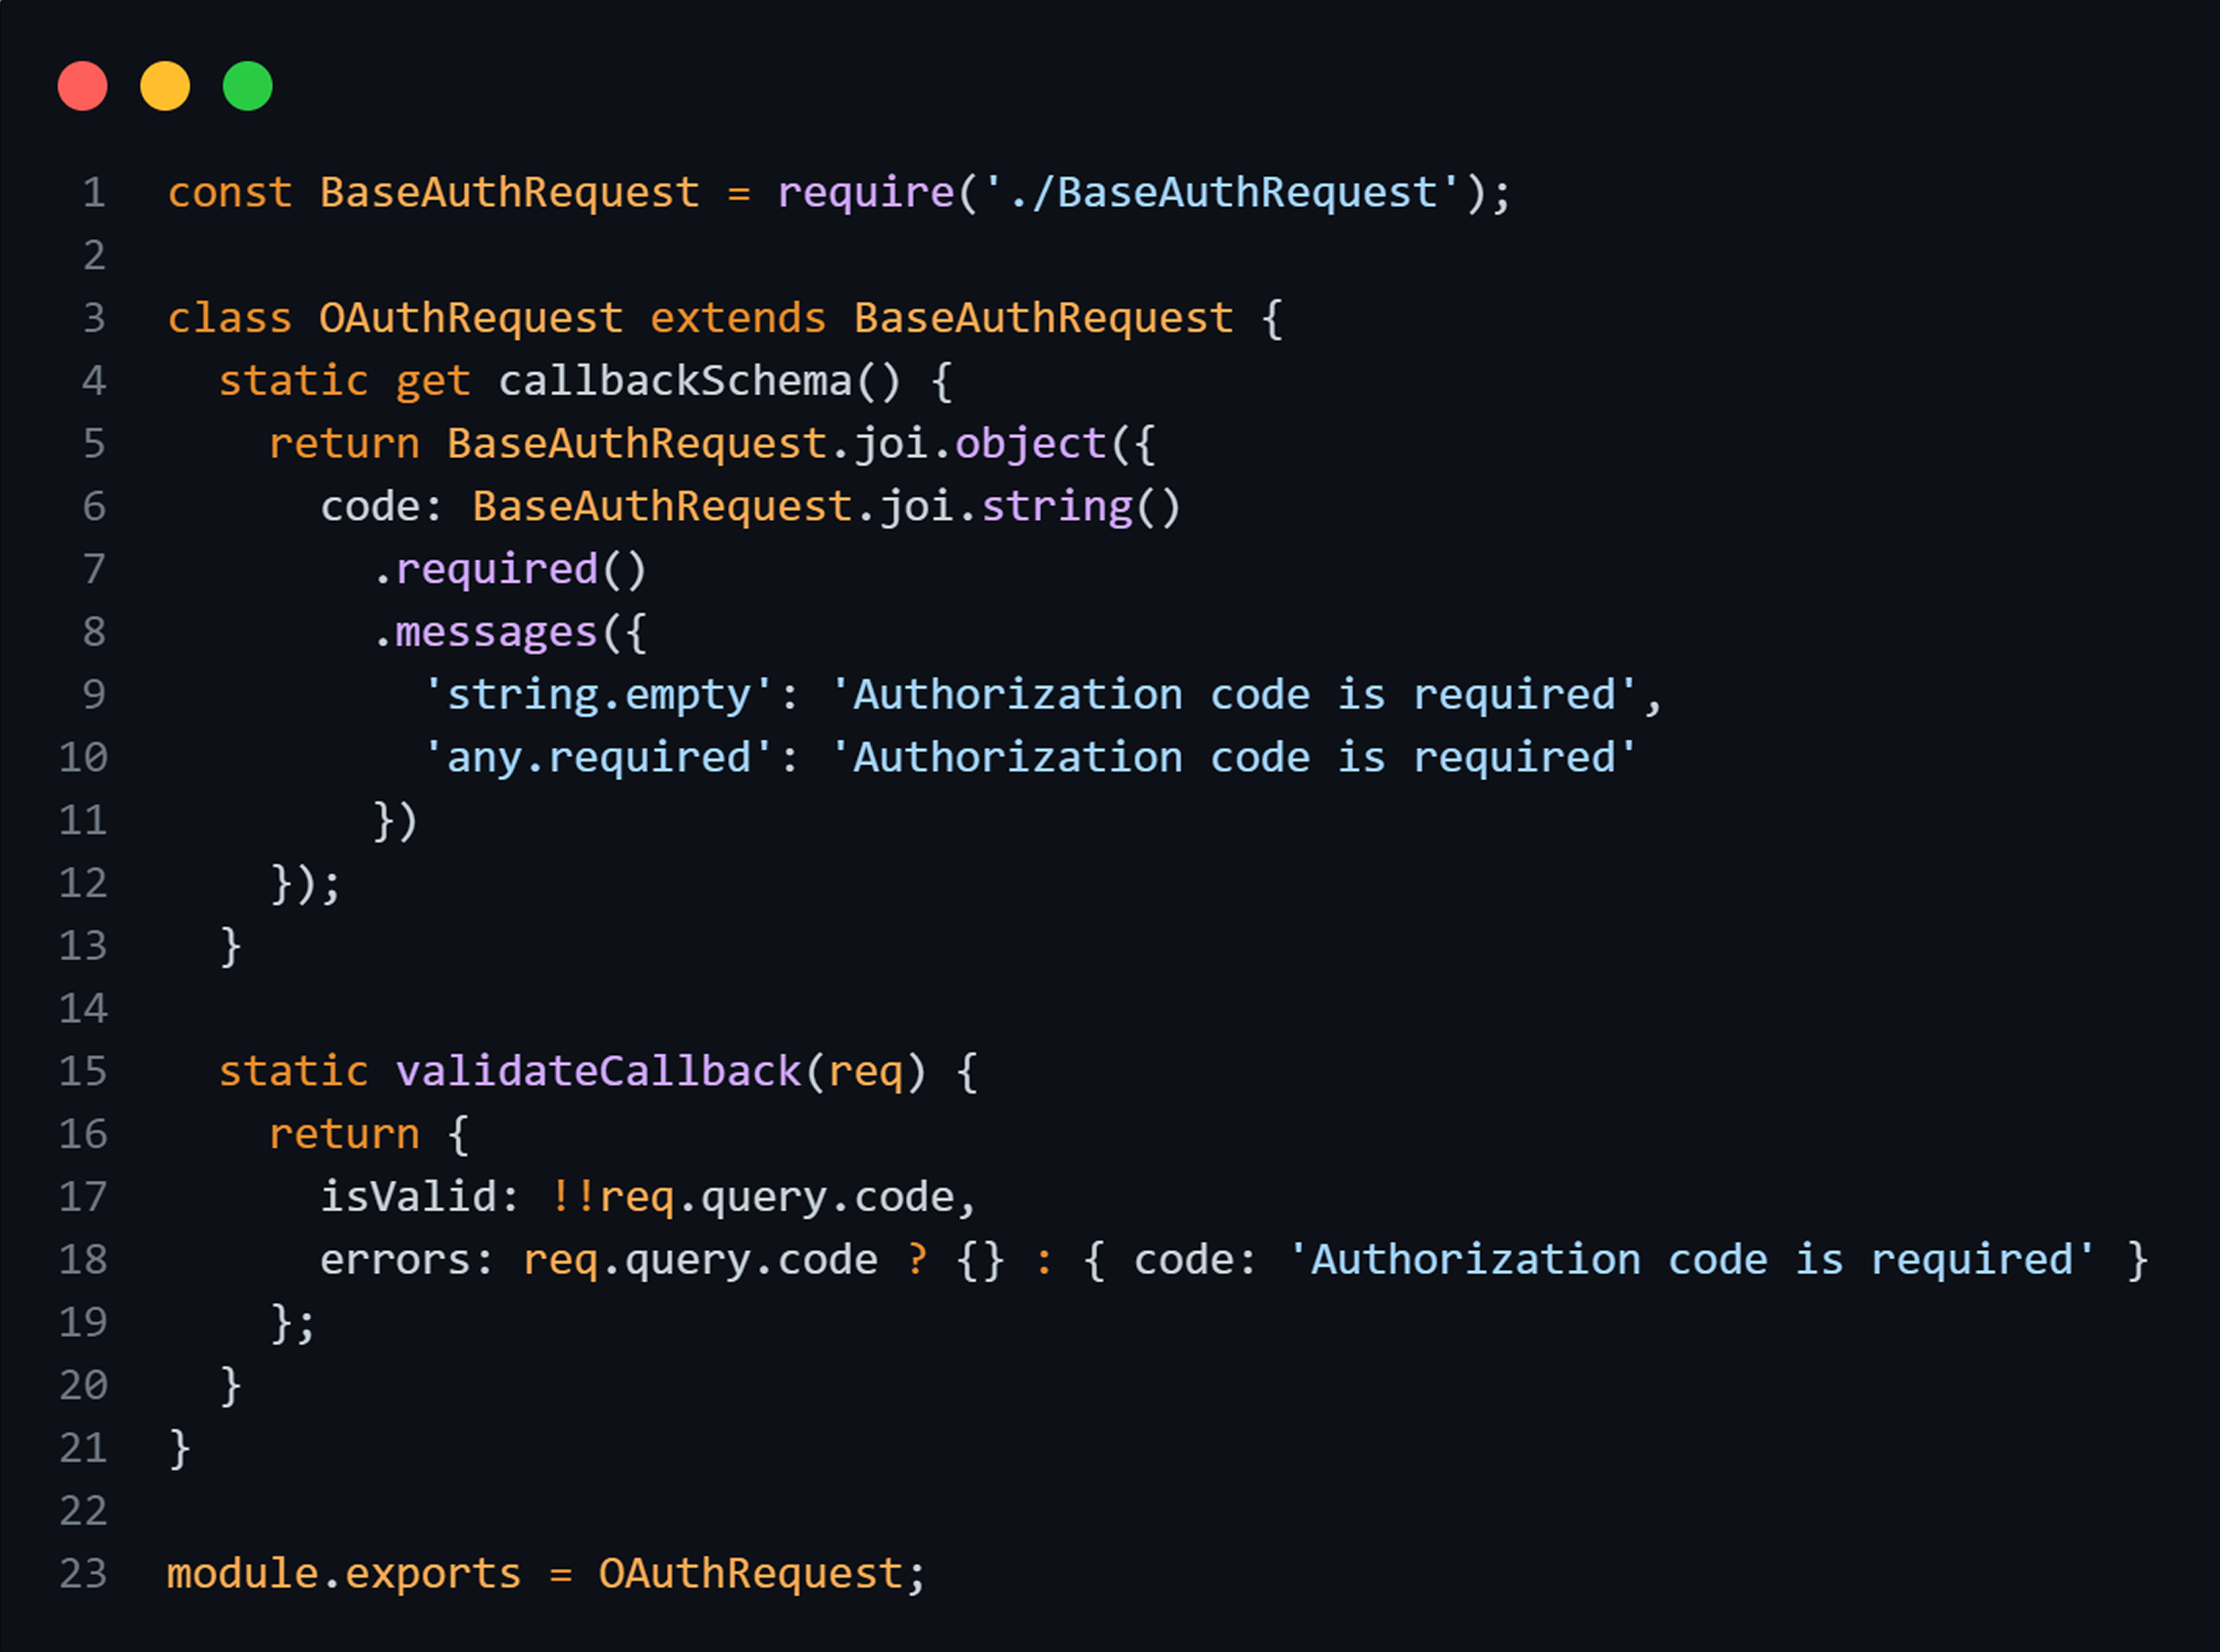 1 const BaseAuthRequest = require('./BaseAuthRequest');
2
3 class OAuthRequest extends BaseAuthRequest {
4   static get callbackSchema() {
5     return BaseAuthRequest.joi.object({
6       code: BaseAuthRequest.joi.string()
7         .required()
8         .messages({
9           'string.empty': 'Authorization code is required',
10           'any.required': 'Authorization code is required'
11         })
12     });
13   }
14
15   static validateCallback(req) {
16     return {
17       isValid: !!req.query.code,
18       errors: req.query.code ? {} : { code: 'Authorization code is required' }
19     };
20   }
21 }
22
23 module.exports = OAuthRequest;